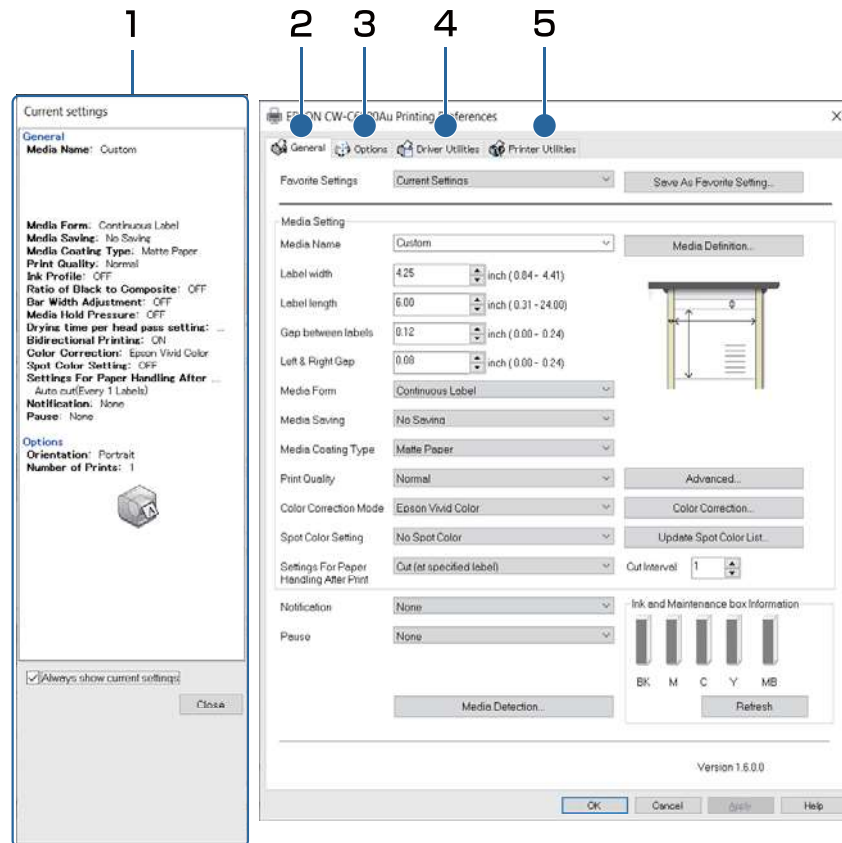 1 2 3 4 5
Current settings
General
Media Name: Custom
Media Form: Continuous Label
Media Saving: No Saving
Media Coating Type: Matte Paper
Print Quality: Normal
Ink Profile: OFF
Ratio of Black to Composite: OFF
Bar Width Adjustment: OFF
Media Hold Pressure: OFF
Drying time per head pass setting: ...
Bidirectional Printing: ON
Color Correction: Epson Vivid Color
Spot Color Setting: OFF
Settings For Paper Handling After ...
Auto cut(Every 1 Labels)
Notification: None
Pause: None
Options
Orientation: Portrait
Number of Prints: 1
Always show current settings
Close
Printing Preferences
General Options Driver Utilities Printer Utilities
Favorite Settings Current Settings Save As Favorite Setting...
Media Setting
Media Name Custom Media Definition...
Label width 4.25 inch ( 0.84 - 4.41)
Label length 6.00 inch ( 0.31 - 24.00)
Gap between labels 0.12 inch ( 0.00 - 0.24)
Left & Right Gap 0.08 inch ( 0.00 - 0.24)
Media Form Continuous Label
Media Saving No Saving
Media Coating Type Matte Paper
Print Quality Normal Advanced...
Color Correction Mode Epson Vivid Color Color Correction...
Spot Color Setting No Spot Color Update Spot Color List...
Settings For Paper Handling After Print Cut (at specified label) Cut Interval 1
Notification None Ink and Maintenance box Information
Pause None
BK M C Y MB
Media Detection... Refresh
Version 1.6.0.0
OK Cancel Apply Help